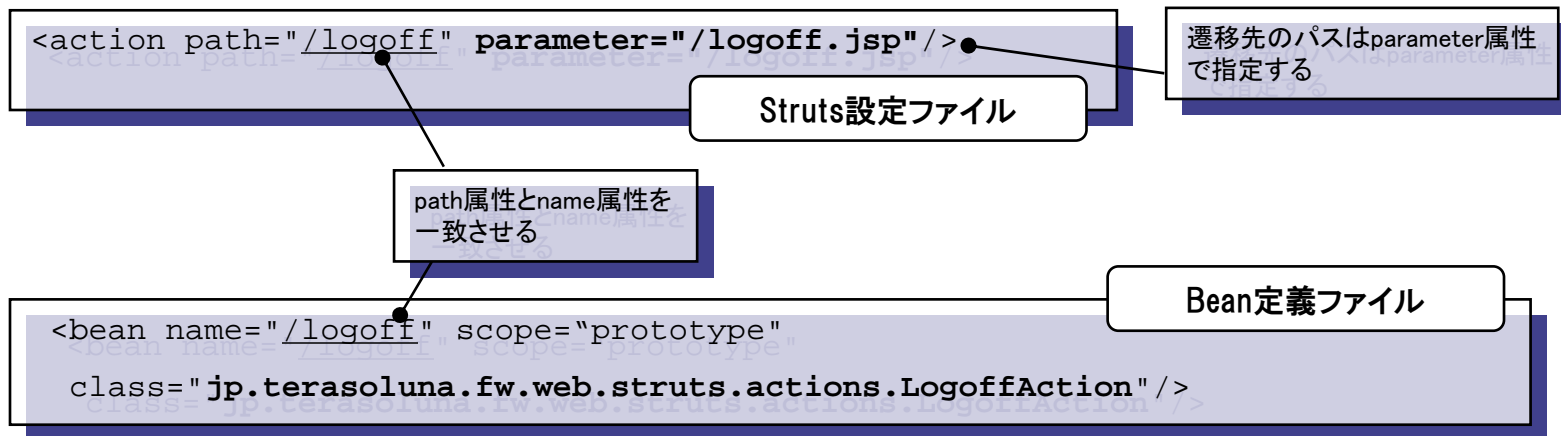 <action path="/logoff" parameter="/logoff.jsp"/>
遷移先のパスはparameter属性
で指定する
Struts設定ファイル
path属性とname属性を
一致させる
Bean定義ファイル
<bean name="/logoff" scope=“prototype"
class="jp.terasoluna.fw.web.struts.actions.LogoffAction"/>